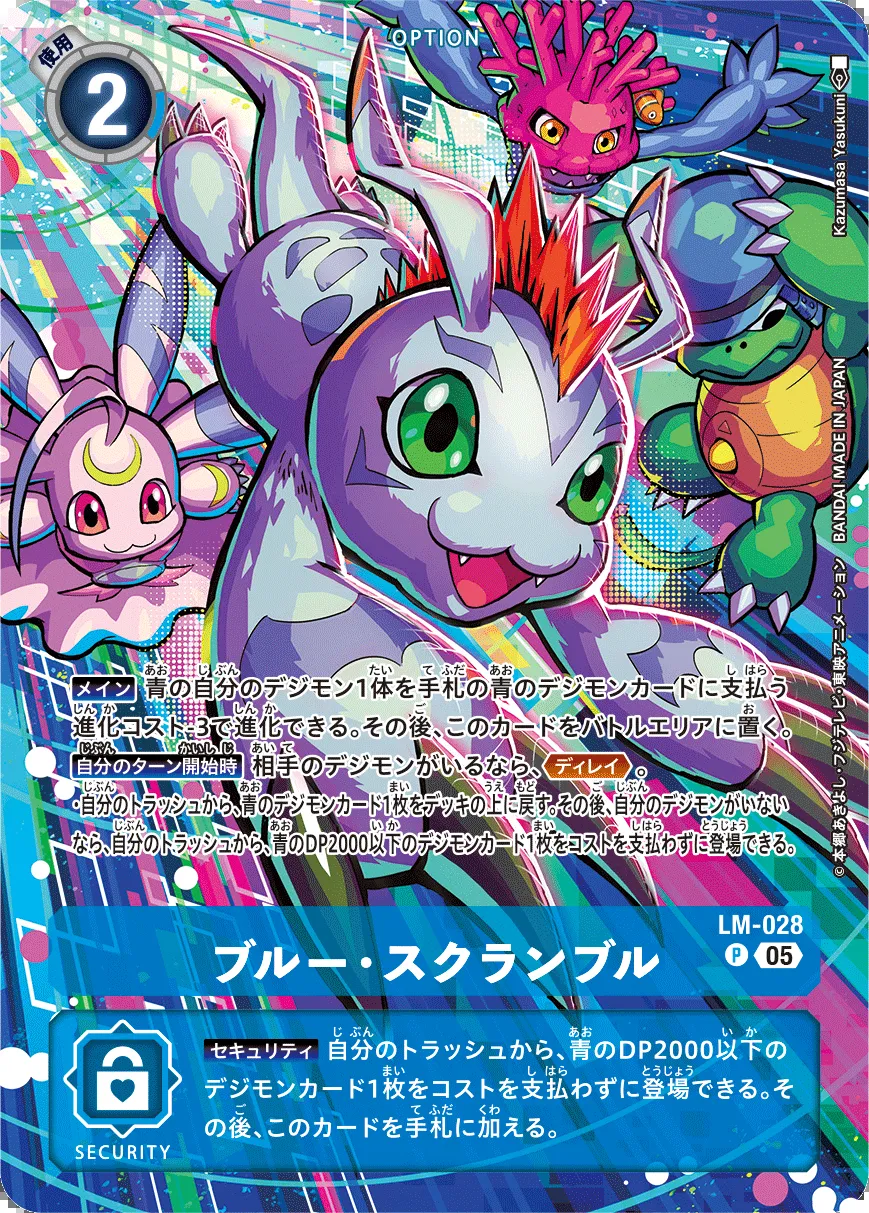 OPTION
使用
2
Kazumasa Yasukuni
BANDAI MADE IN JAPAN
©本郷あきよし・フジテレビ・東映アニメーション
メイン 青の自分のデジモン1体を手札の青のデジモンカードに支払う
進化コスト-3で進化できる。その後、このカードをバトルエリアに置く。
自分のターン開始時 相手のデジモンがいるなら、ディレイ。
・自分のトラッシュから、青のデジモンカード1枚をデッキの上に戻す。その後、自分のデジモンがいない
なら、自分のトラッシュから、青のDP2000以下のデジモンカード1枚をコストを支払わずに登場できる。
LM-028
ブルー・スクランブル
P 05
セキュリティ 自分のトラッシュから、青のDP2000以下の
デジモンカード1枚をコストを支払わずに登場できる。そ
の後、このカードを手札に加える。
SECURITY